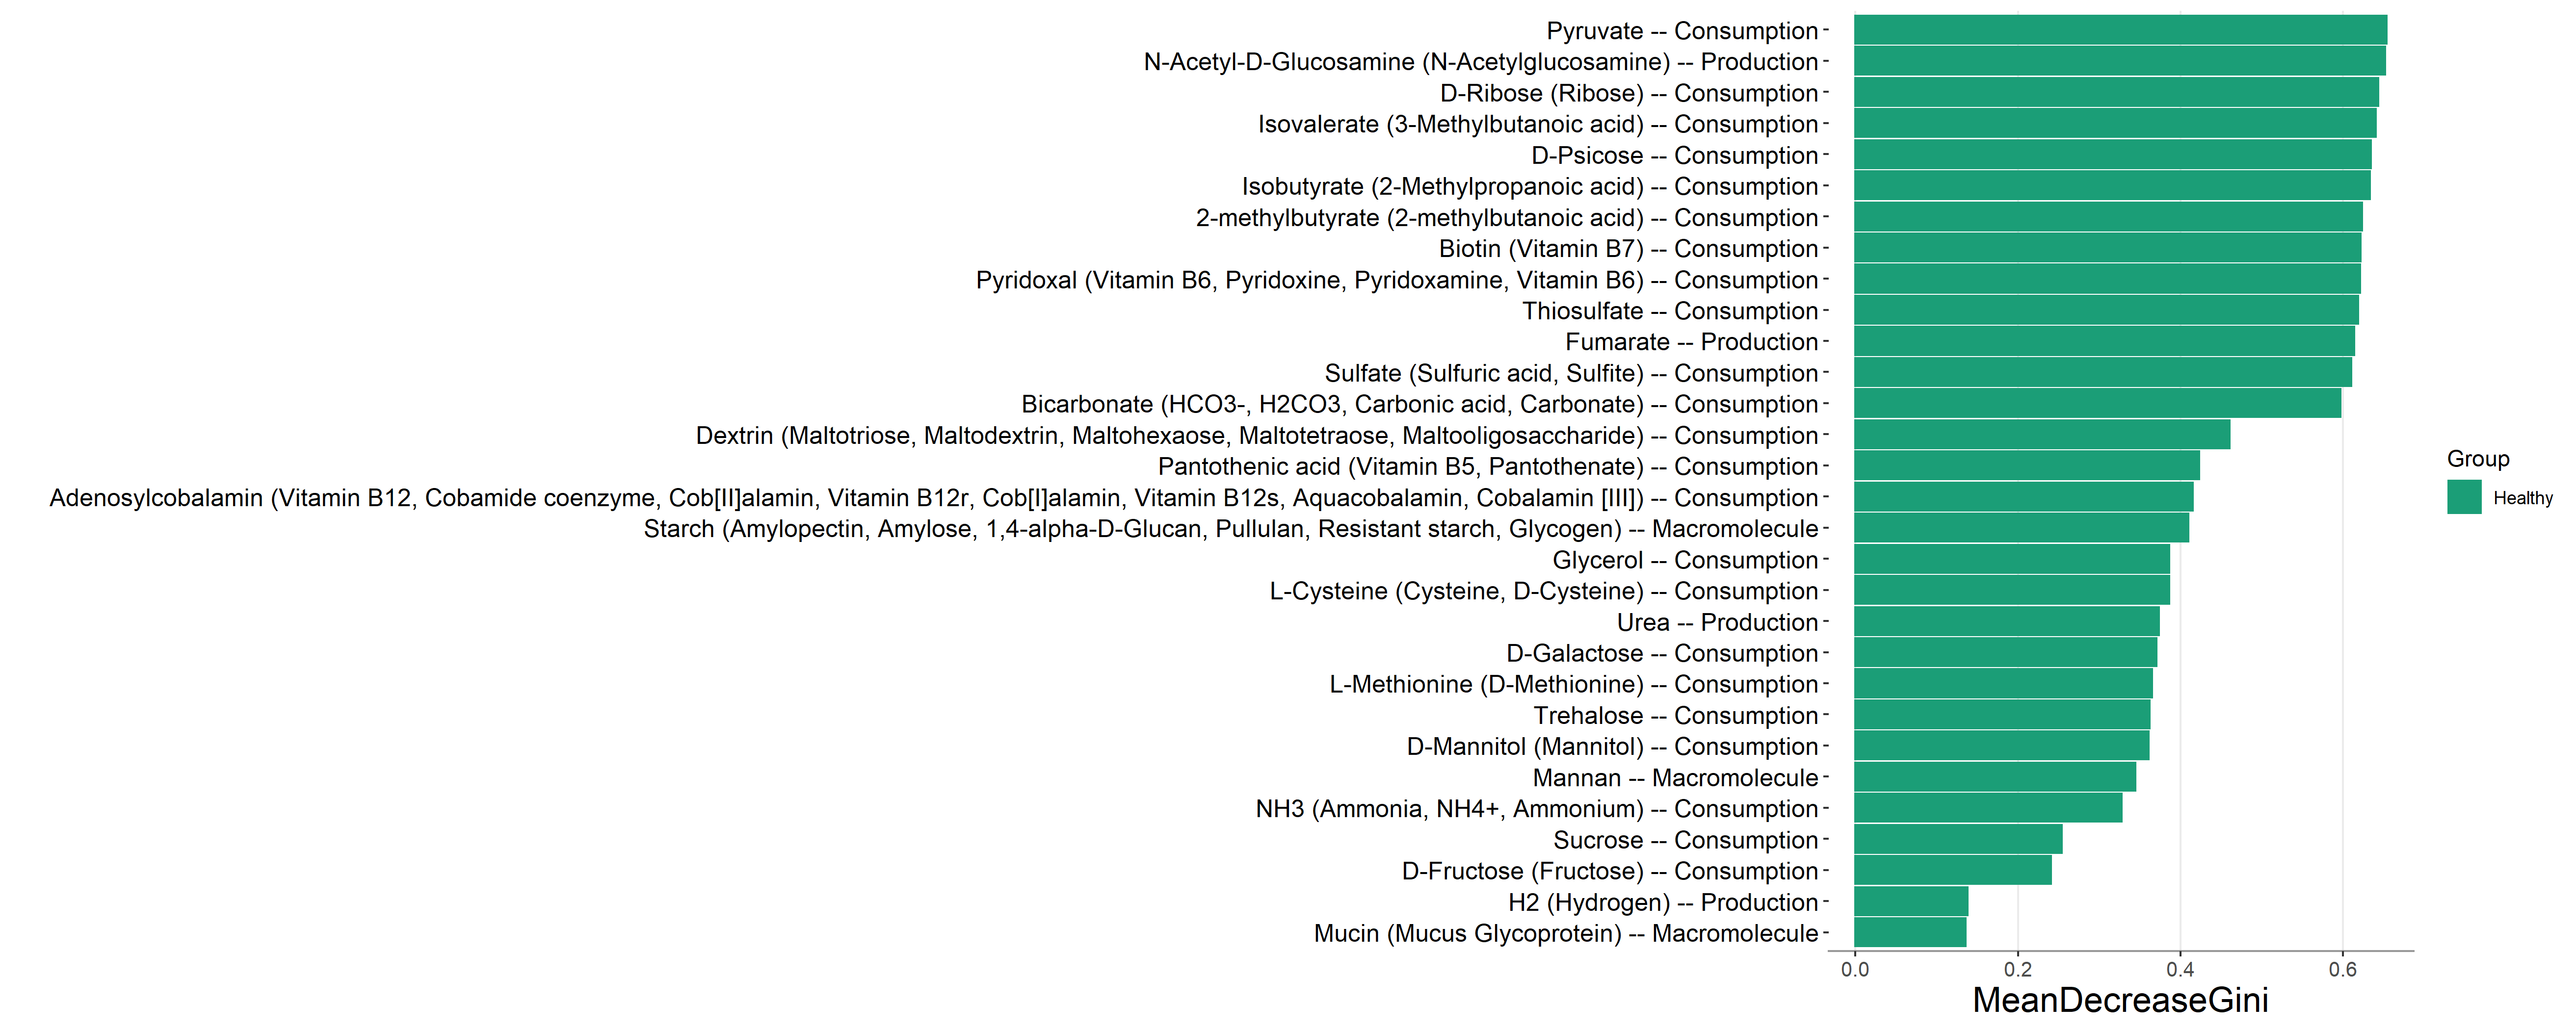 Pyruvate -- Consumption
N-Acetyl-D-Glucosamine (N-Acetylglucosamine) -- Production
D-Ribose (Ribose) -- Consumption
Isovalerate (3-Methylbutanoic acid) -- Consumption
D-Psicose -- Consumption
Isobutyrate (2-Methylpropanoic acid) -- Consumption
2-methylbutyrate (2-methylbutanoic acid) -- Consumption
Biotin (Vitamin B7) -- Consumption
Pyridoxal (Vitamin B6, Pyridoxine, Pyridoxamine, Vitamin B6) -- Consumption
Thiosulfate -- Consumption
Fumarate -- Production
Sulfate (Sulfuric acid, Sulfite) -- Consumption
Bicarbonate (HCO3-, H2CO3, Carbonic acid, Carbonate) -- Consumption
Dextrin (Maltotriose, Maltodextrin, Maltohexaose, Maltotetraose, Maltooligosaccharide) -- Consumption
Pantothenic acid (Vitamin B5, Pantothenate) -- Consumption
Adenosylcobalamin (Vitamin B12, Cobamide coenzyme, Cob[II]alamin, Vitamin B12r, Cob[I]alamin, Vitamin B12s, Aquacobalamin, Cobalamin [III]) -- Consumption
Starch (Amylopectin, Amylose, 1,4-alpha-D-Glucan, Pullulan, Resistant starch, Glycogen) -- Macromolecule
Glycerol -- Consumption
L-Cysteine (Cysteine, D-Cysteine) -- Consumption
Urea -- Production
D-Galactose -- Consumption
L-Methionine (D-Methionine) -- Consumption
Trehalose -- Consumption
D-Mannitol (Mannitol) -- Consumption
Mannan -- Macromolecule
NH3 (Ammonia, NH4+, Ammonium) -- Consumption
Sucrose -- Consumption
D-Fructose (Fructose) -- Consumption
H2 (Hydrogen) -- Production
Mucin (Mucus Glycoprotein) -- Macromolecule
0.0 0.2 0.4 0.6
MeanDecreaseGini
Group
Healthy